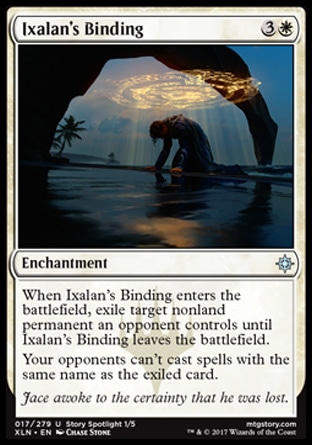 Ixalan's Binding 3
Enchantment
When Ixalan's Binding enters the
battlefield, exile target nonland
permanent an opponent controls until
Ixalan's Binding leaves the battlefield.
Your opponents can't cast spells with the
same name as the exiled card.
Jace awoke to the certainty that he was lost.
017/279 U Story Spotlight 1/5 mtgstory.com
XLN • EN Chase Stone ™ & © 2017 Wizards of the Coast